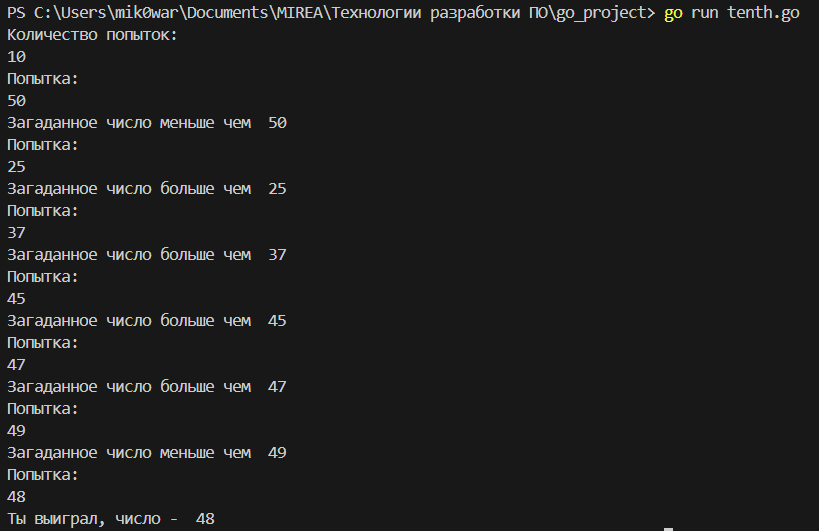 PS C:\Users\mik0war\Documents\MIREA\Технологии разработки ПО\go_project> go run tenth.go
Количество попыток:
10
Попытка:
50
Загаданное число меньше чем  50
Попытка:
25
Загаданное число больше чем  25
Попытка:
37
Загаданное число больше чем  37
Попытка:
45
Загаданное число больше чем  45
Попытка:
47
Загаданное число больше чем  47
Попытка:
49
Загаданное число меньше чем  49
Попытка:
48
Ты выиграл, число -  48